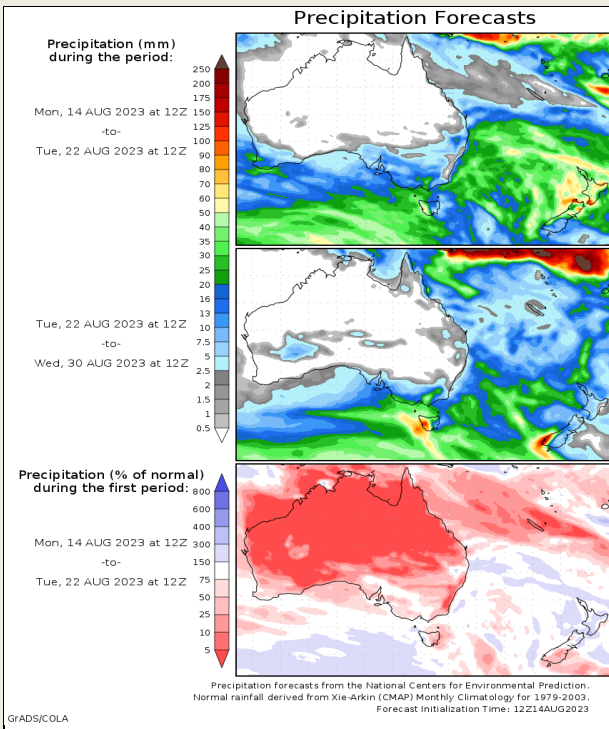 Precipitation Forecasts
Precipitation (mm)
during the period:
Mon, 14 AUG 2023 at 12Z
-to-
Tue, 22 AUG 2023 at 12Z
250
200
175
150
125
100
90
80
70
60
50
40
35
30
25
20
16
13
10
7.5
5
2.5
2
1.5
1
0.5
Tue, 22 AUG 2023 at 12Z
-to-
Wed, 30 AUG 2023 at 12Z
Precipitation (% of normal)
during the first period:
Mon, 14 AUG 2023 at 12Z
-to-
Tue, 22 AUG 2023 at 12Z
800
600
400
300
150
75
50
25
10
5
Precipitation forecasts from the National Centers for Environmental Prediction.
Normal rainfall derived from Xie-Arkin (CMAP) Monthly Climatology for 1979-2003.
Forecast Initialization Time: 12Z14AUG2023
GrADS/COLA